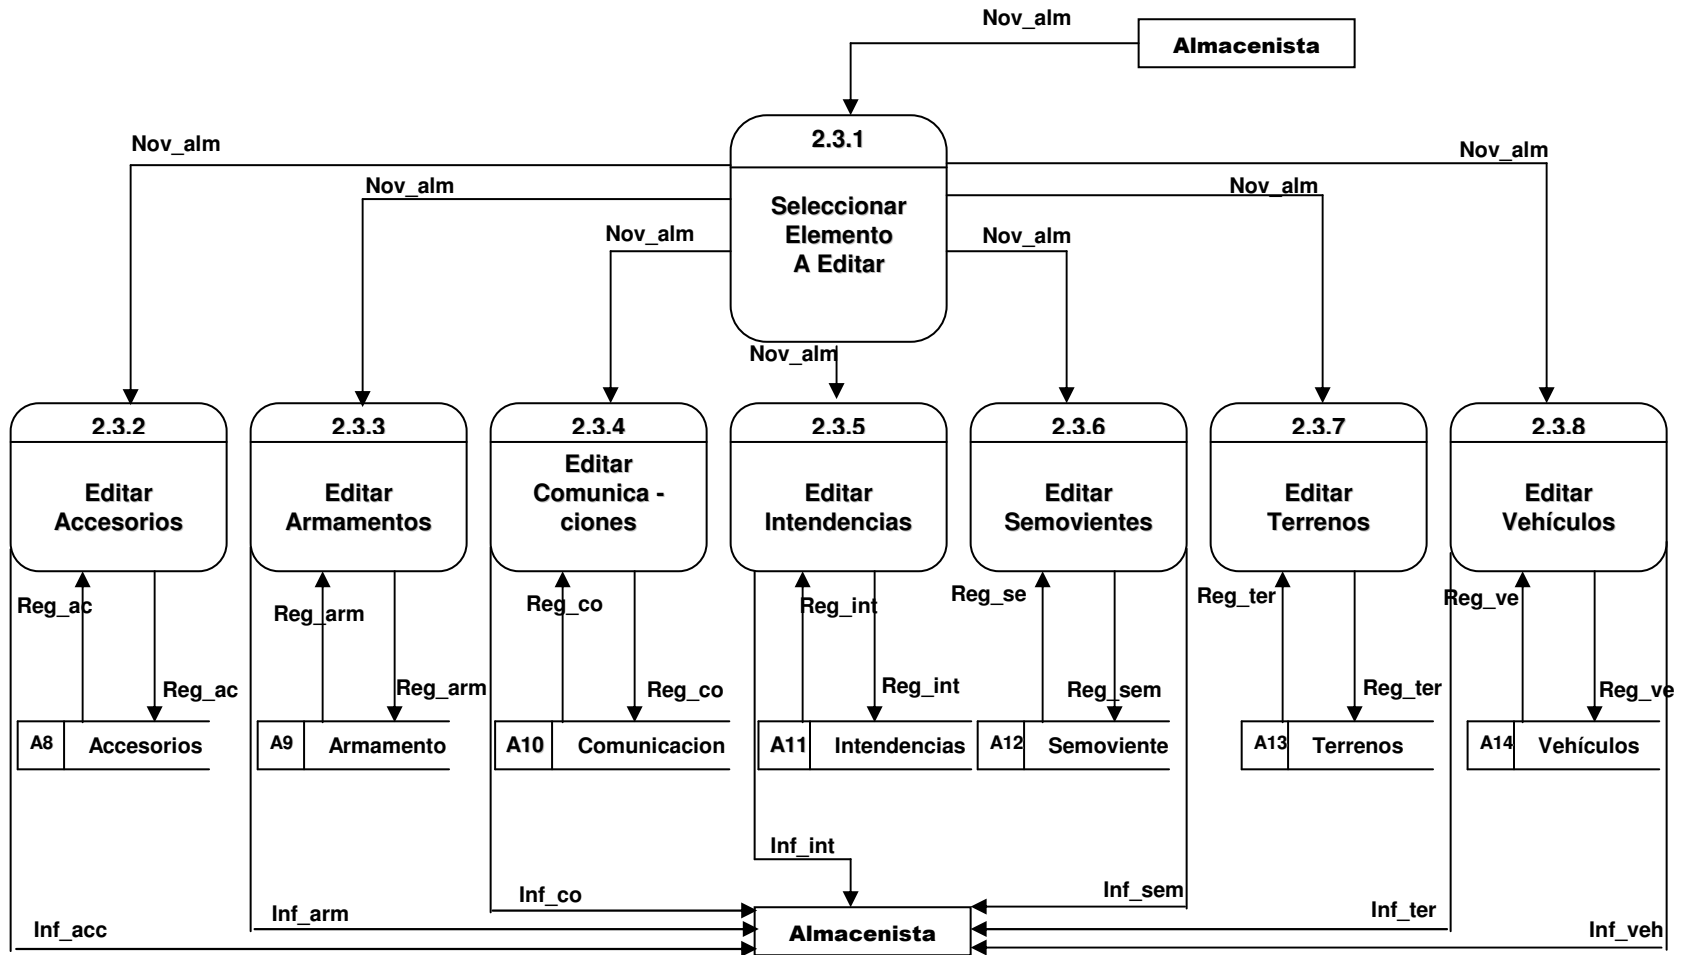 Nov_alm
Almacenista
2.3.1
Nov_alm
Nov_alm
Nov_alm
Nov_alm
Seleccionar
Elemento
A Editar
Nov_alm
Nov_alm
Nov_alm
2.3.2
2.3.3
2.3.4
2.3.5
2.3.6
2.3.7
2.3.8
Editar
Accesorios
Editar
Armamentos
Editar
Comunica -
ciones
Editar
Intendencias
Editar
Semovientes
Editar
Terrenos
Editar
Vehículos
Reg_ac
Reg_arm
Reg_co
Reg_int
Reg_se
Reg_ter
Reg_ve
Reg_ac
Reg_arm
Reg_co
Reg_int
Reg_sem
Reg_ter
Reg_ve
A8 Accesorios
A9 Armamento
A10 Comunicacion
A11 Intendencias
A12 Semoviente
A13 Terrenos
A14 Vehículos
Inf_int
Inf_co
Inf_sem
Inf_arm
Inf_ter
Inf_acc
Almacenista
Inf_veh